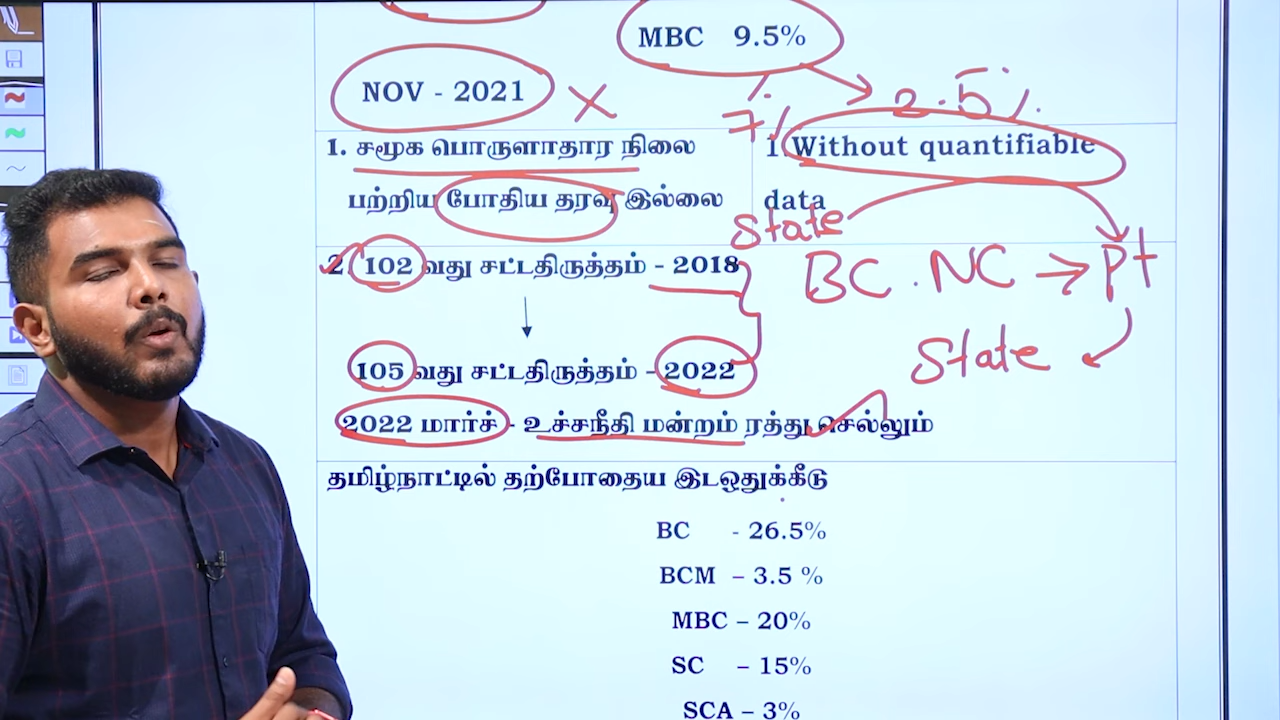 MBC 9.5%
NOV - 2021 X
7% 2.5%
1. சமூக பொருளாதார நிலை
பற்றிய போதிய தரவு இல்லை
1 Without quantifiable
data
State
2. 102 வது சட்டதிருத்தம் - 2018
BC . NC → Pt
State
105 வது சட்டதிருத்தம் - 2022
2022 மார்ச் - உச்சநீதி மன்றம் ரத்து செல்லும்
தமிழ்நாட்டில் தற்போதைய இடஒதுக்கீடு
BC - 26.5%
BCM – 3.5 %
MBC – 20%
SC – 15%
SCA – 3%